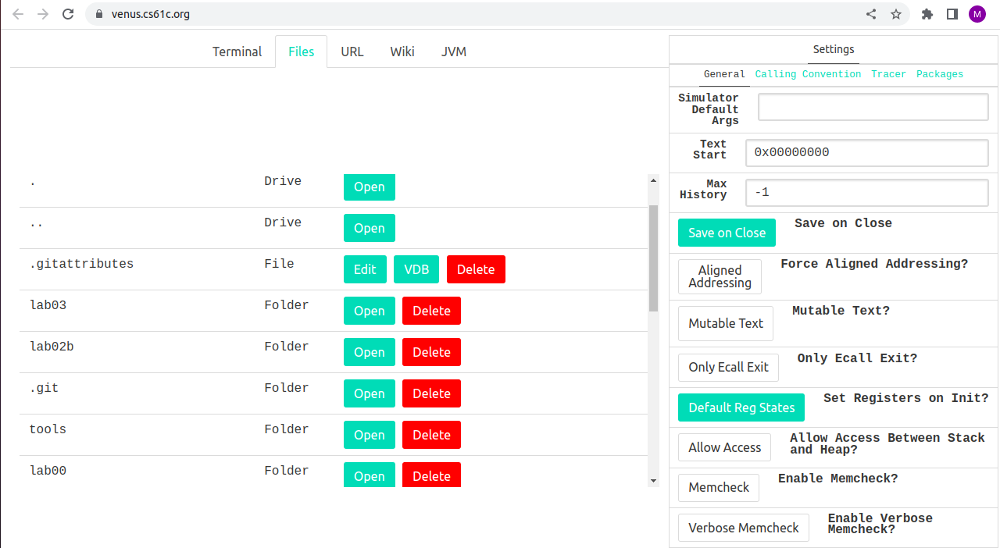 venus.cs61c.org
M
Terminal Files URL Wiki JVM
. Drive Open
.. Drive Open
.gitattributes File Edit VDB Delete
lab03 Folder Open Delete
lab02b Folder Open Delete
.git Folder Open Delete
tools Folder Open Delete
lab00 Folder Open Delete
Settings
General Calling Convention Tracer Packages
Simulator
Default
Args
Text
Start
0x00000000
Max
History
-1
Save on Close
Save on Close
Aligned
Addressing
Force Aligned Addressing?
Mutable Text
Mutable Text?
Only Ecall Exit
Only Ecall Exit?
Default Reg States
Set Registers on Init?
Allow Access
Allow Access Between Stack
and Heap?
Memcheck
Enable Memcheck?
Verbose Memcheck
Enable Verbose
Memcheck?